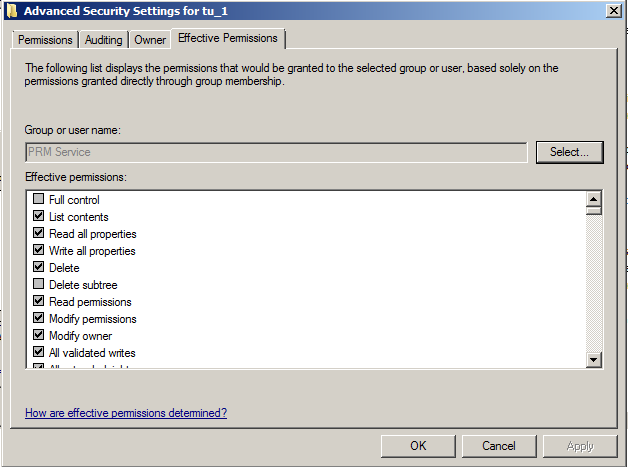 Advanced Security Settings for tu_1
Permissions Auditing Owner Effective Permissions
The following list displays the permissions that would be granted to the selected group or user, based solely on the
permissions granted directly through group membership.
Group or user name:
PRM Service
Select...
Effective permissions:
Full control
List contents
Read all properties
Write all properties
Delete
Delete subtree
Read permissions
Modify permissions
Modify owner
All validated writes
How are effective permissions determined?
OK Cancel Apply